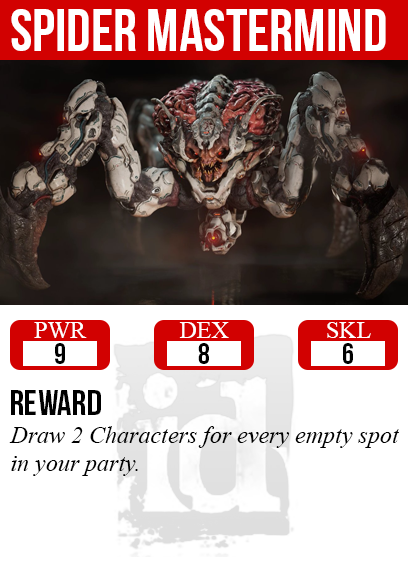 SPIDER MASTERMIND
PWR DEX SKL
9 8 6
REWARD
Draw 2 Characters for every empty spot
in your party.
id